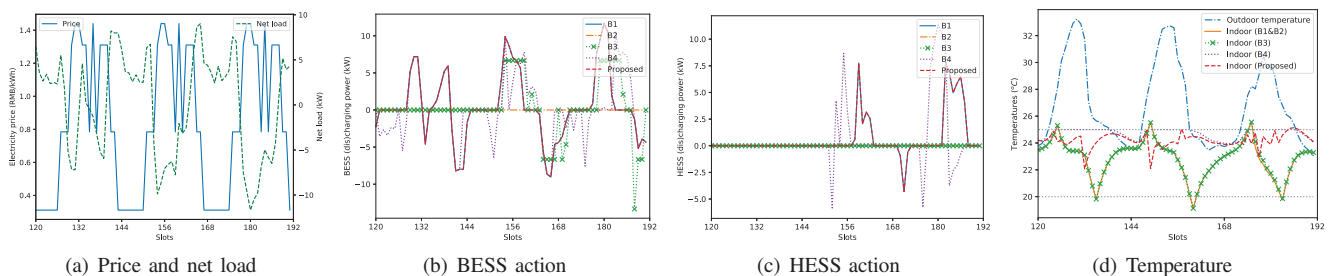 Price
Net load
Electricity price (RMB/kWh)
1.4
1.2
1.0
0.8
0.6
0.4
10
5
0
−5
−10
Net load (kW)
120 132 144 156 168 180 192
Slots
(a) Price and net load
BESS (dis)charging power (kW)
10
5
0
−5
−10
B1
B2
B3
B4
Proposed
120 132 144 156 168 180 192
Slots
(b) BESS action
HESS (dis)charging power (kW)
10.0
7.5
5.0
2.5
0.0
−2.5
−5.0
B1
B2
B3
B4
Proposed
120 132 144 156 168 180 192
Slots
(c) HESS action
Temperatures (°C)
32
30
28
26
24
22
20
Outdoor temperature
Indoor (B1&B2)
Indoor (B3)
Indoor (B4)
Indoor (Proposed)
120 144 168 192
Slots
(d) Temperature